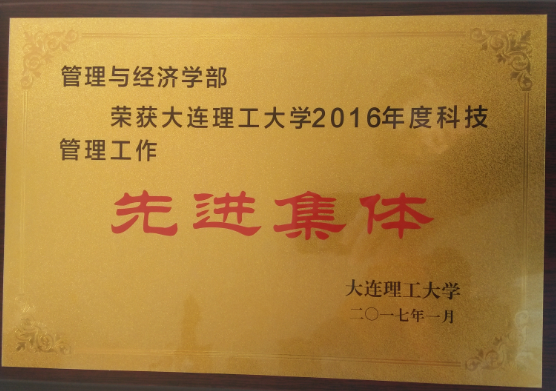 管理与经济学部
荣获大连理工大学2016年度科技
管理工作
先进集体
大连理工大学
二〇一七年一月